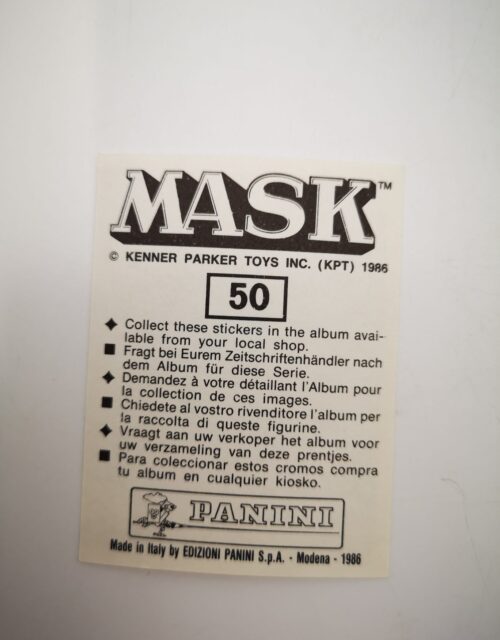 MASK™
© KENNER PARKER TOYS INC. (KPT) 1986
50
✦ Collect these stickers in the album avai-
lable from your local shop.
■ Fragt bei Eurem Zeitschriftenhändler nach
dem Album für diese Serie.
✦ Demandez à votre détaillant l'Album pour
la collection de ces images.
■ Chiedete al vostro rivenditore l'album per
la raccolta di queste figurine.
✦ Vraagt aan uw verkoper het album voor
uw verzameling van deze prentjes.
■ Para coleccionar estos cromos compra
tu album en cualquier kiosko.
PANINI
Made in Italy by EDIZIONI PANINI S.p.A. - Modena - 1986